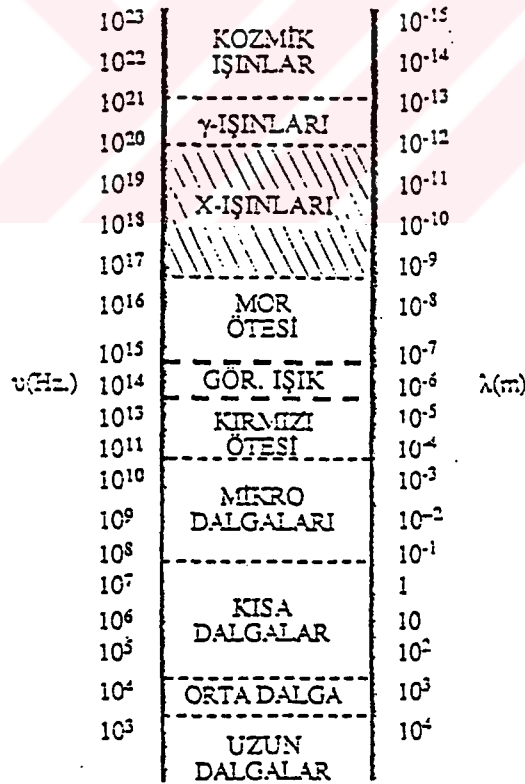 10²³ 10⁻¹⁵
KOZMİK
10²² IŞINLAR 10⁻¹⁴
10²¹ 10⁻¹³
γ-IŞINLARI
10²⁰ 10⁻¹²
10¹⁹ 10⁻¹¹
X-IŞINLARI
10¹⁸ 10⁻¹⁰
10¹⁷ 10⁻⁹
10¹⁶ MOR 10⁻⁸
ÖTESİ
10¹⁵ 10⁻⁷
υ(Hz.) 10¹⁴ GÖR. IŞIK 10⁻⁶ λ(m)
10¹³ KIRMIZI 10⁻⁵
10¹¹ ÖTESİ 10⁻⁴
10¹⁰ 10⁻³
MİKRO
10⁹ DALGALARI 10⁻²
10⁸ 10⁻¹
10⁷ 1
10⁶ KISA 10
DALGALAR
10⁵ 10²
10⁴ ORTA DALGA 10³
10³ 10⁴
UZUN
DALGALAR